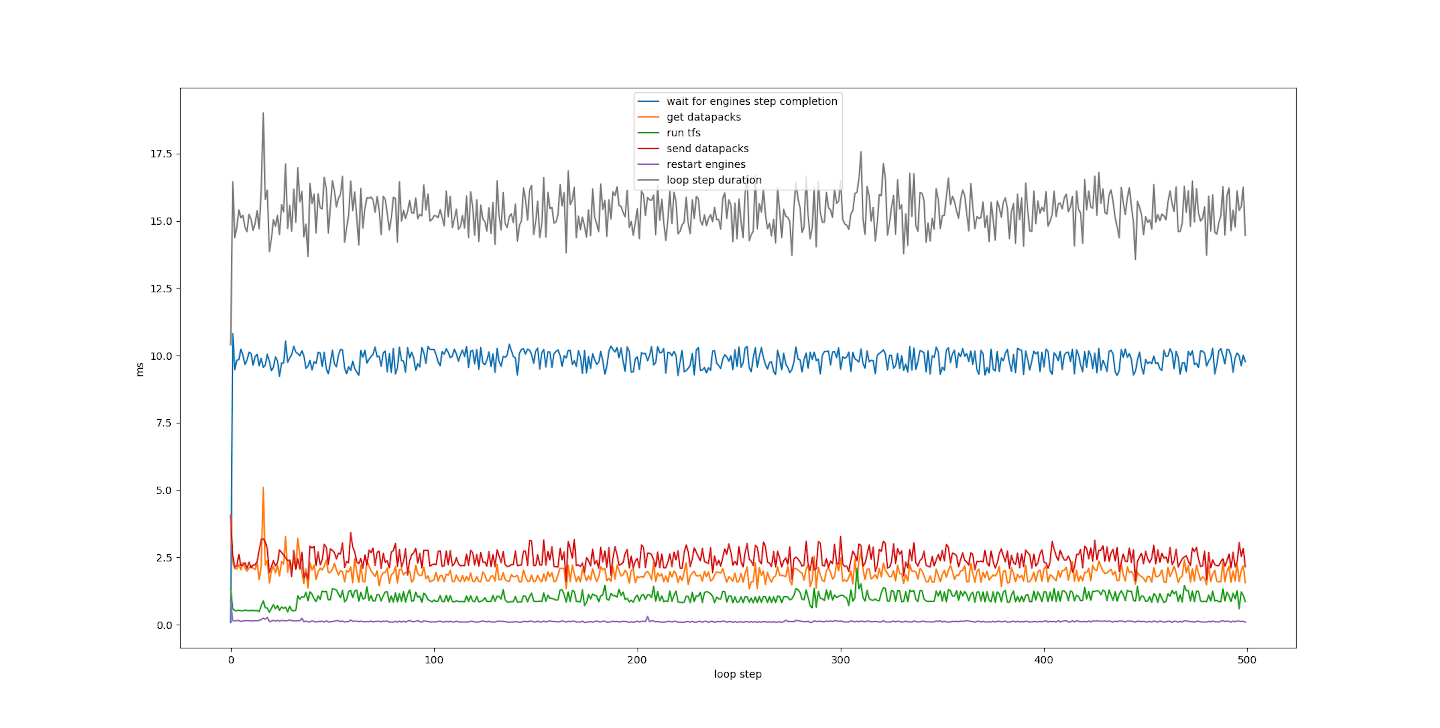 wait for engines step completion
get datapacks
run tfs
send datapacks
restart engines
loop step duration
17.5
15.0
12.5
10.0
7.5
5.0
2.5
0.0
ms
0 100 200 300 400 500
loop step